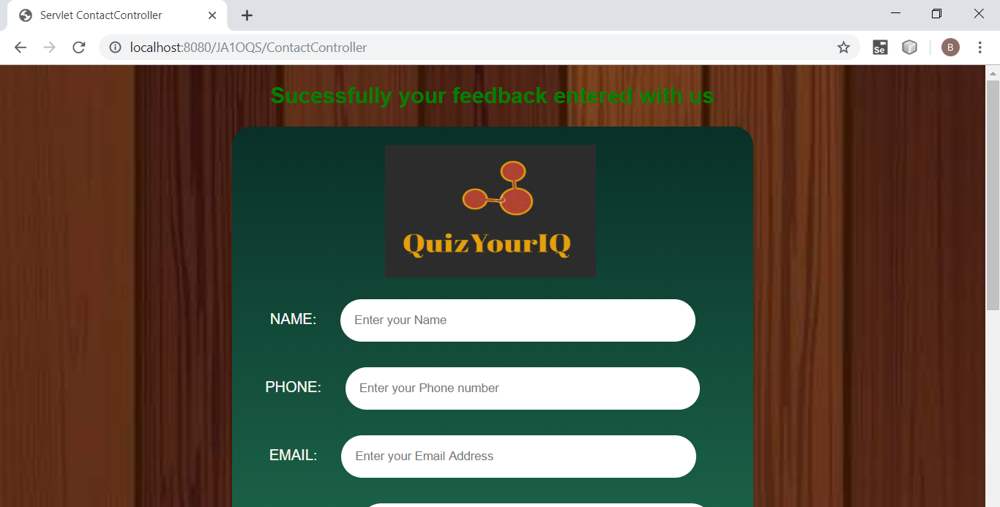 Servlet ContactController
localhost:8080/JA1OQS/ContactController
Se
B
Sucessfully your feedback entered with us
QuizYourIQ
NAME: Enter your Name
PHONE: Enter your Phone number
EMAIL: Enter your Email Address